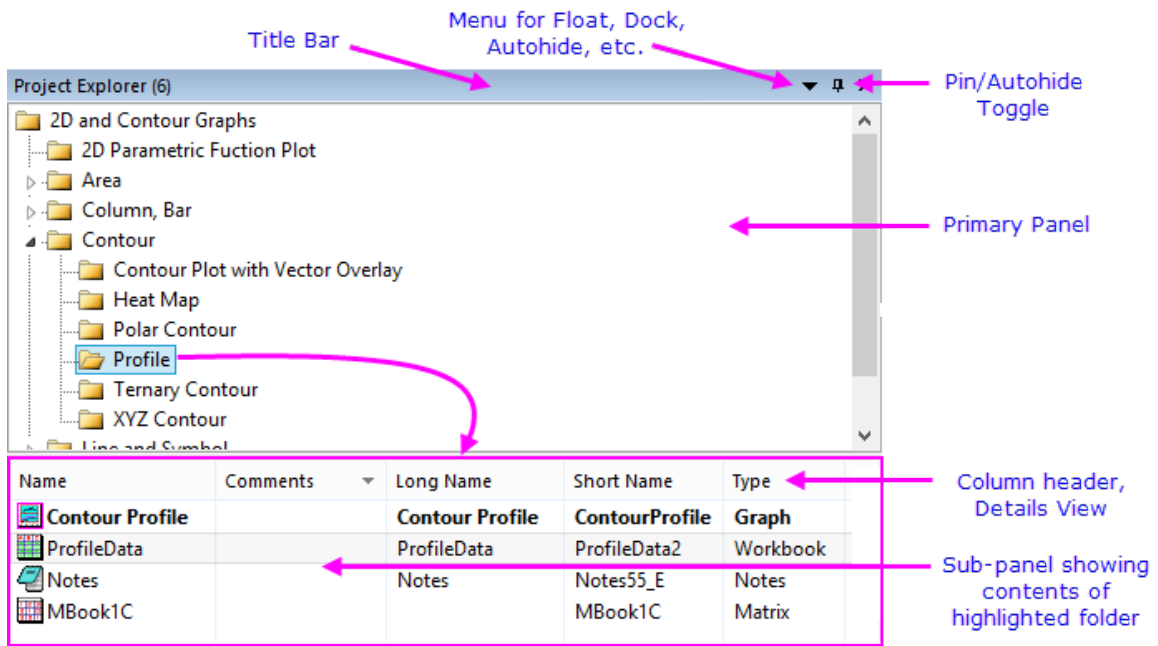 Menu for Float, Dock,
Title Bar
Autohide, etc.
Project Explorer (6)
Pin/Autohide
Toggle
2D and Contour Graphs
2D Parametric Fuction Plot
Area
Column, Bar
Primary Panel
Contour
Contour Plot with Vector Overlay
Heat Map
Polar Contour
Profile
Ternary Contour
XYZ Contour
Line and Symbol
Name Comments Long Name Short Name Type
Column header,
Details View
Contour Profile Contour Profile ContourProfile Graph
ProfileData ProfileData ProfileData2 Workbook
Notes Notes Notes55_E Notes
MBook1C MBook1C Matrix
Sub-panel showing
contents of
highlighted folder